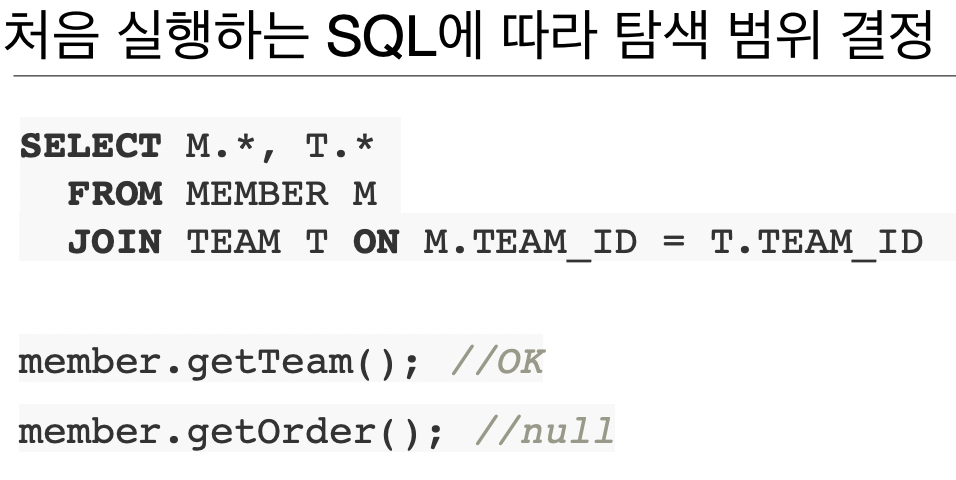 처음 실행하는 SQL에 따라 탐색 범위 결정
SELECT M.*, T.*
FROM MEMBER M
JOIN TEAM T ON M.TEAM_ID = T.TEAM_ID
member.getTeam(); //OK
member.getOrder(); //null